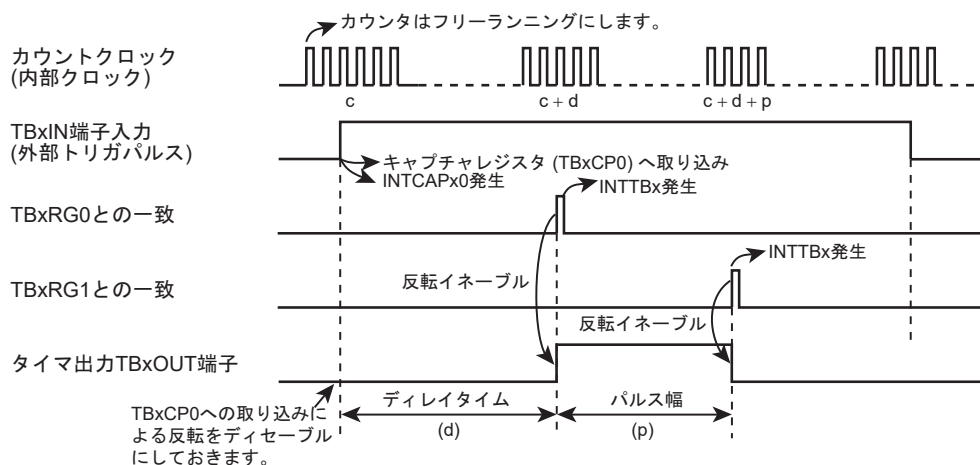 カウンタはフリーランニングにします。
カウントクロック
(内部クロック)
c
c + d
c + d + p
TBxIN端子入力
(外部トリガパルス)
キャプチャレジスタ (TBxCP0) へ取り込み
INTCAPx0発生
INTTBx発生
TBxRG0との一致
INTTBx発生
反転イネーブル
TBxRG1との一致
反転イネーブル
タイマ出力TBxOUT端子
TBxCP0への取り込みに
よる反転をディセーブル
にしておきます。
ディレイタイム
(d)
パルス幅
(p)